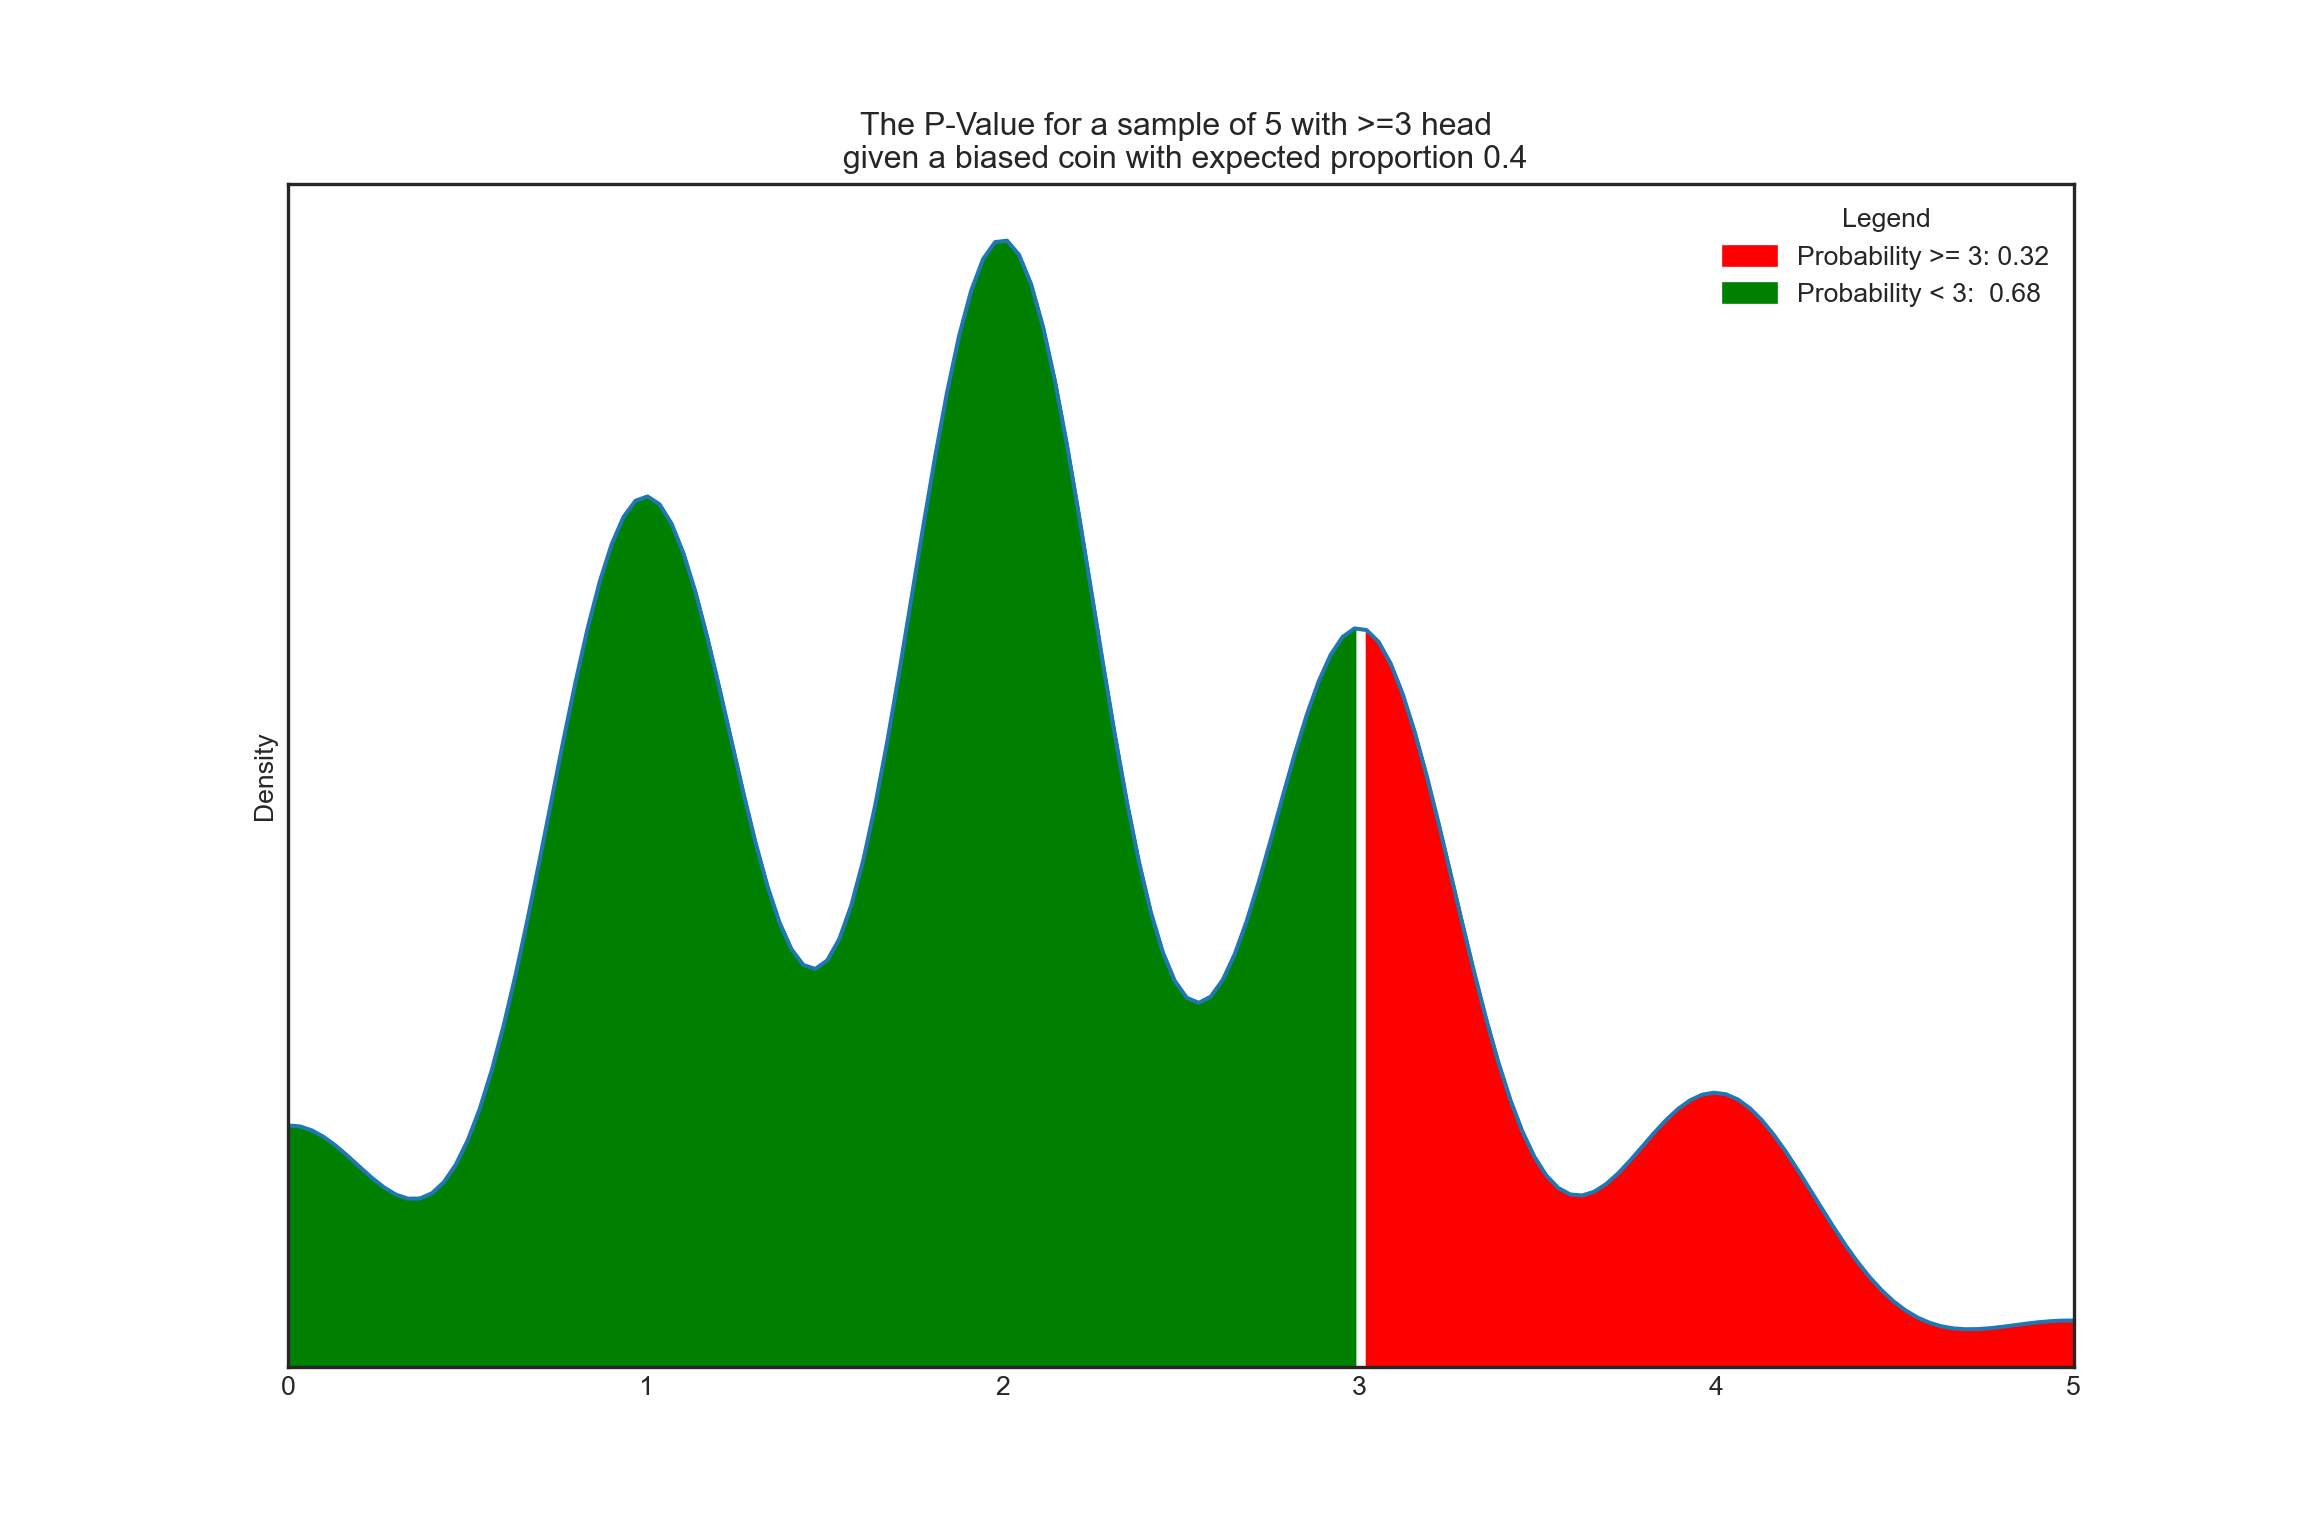 The P-Value for a sample of 5 with >=3 head
given a biased coin with expected proportion 0.4
Legend
Probability >= 3: 0.32
Probability < 3:  0.68
Density
0 1 2 3 4 5